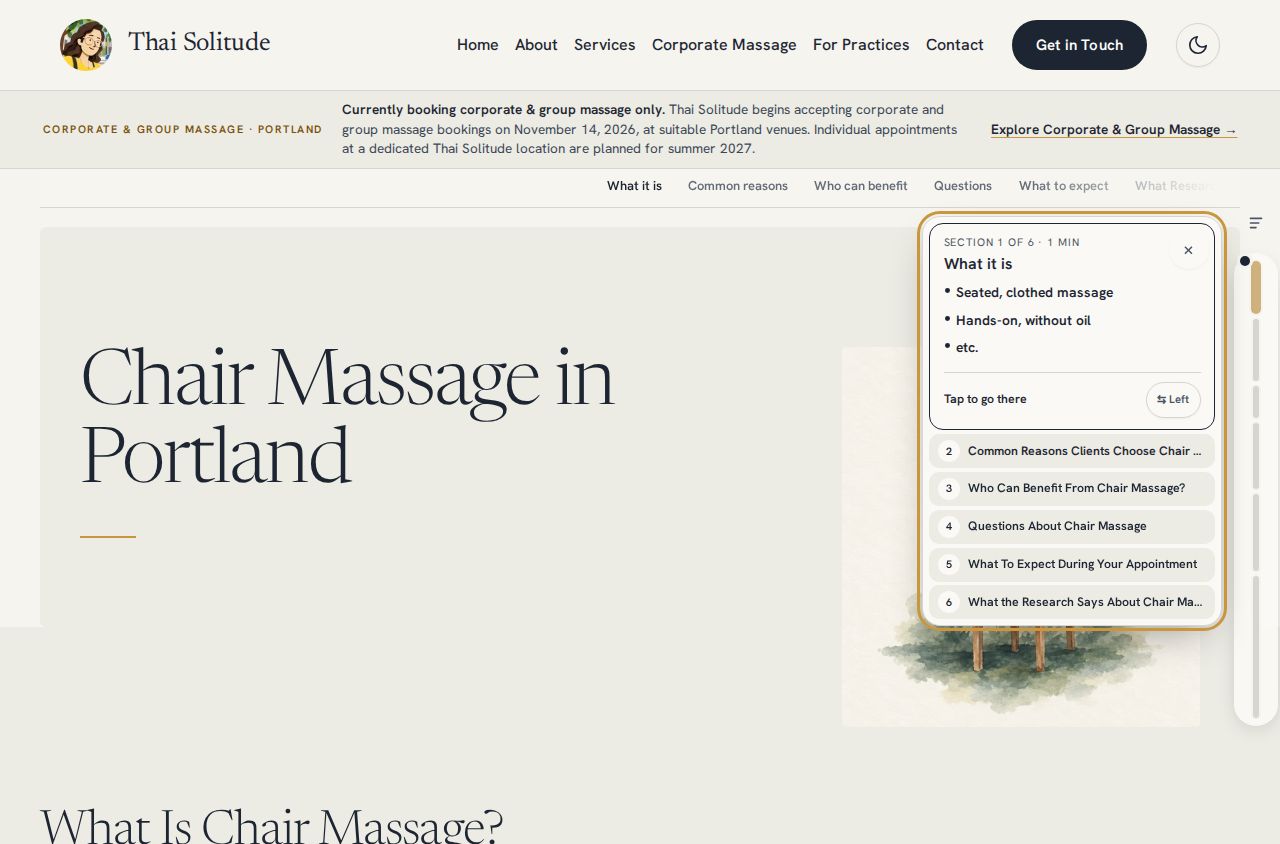 Thai Solitude
Home About Services Corporate Massage For Practices Contact Get in Touch
CORPORATE & GROUP MASSAGE · PORTLAND
Currently booking corporate & group massage only. Thai Solitude begins accepting corporate and
group massage bookings on November 14, 2026, at suitable Portland venues. Individual appointments
at a dedicated Thai Solitude location are planned for summer 2027.
Explore Corporate & Group Massage →
What it is Common reasons Who can benefit Questions What to expect What Resear
SECTION 1 OF 6 · 1 MIN
What it is
• Seated, clothed massage
• Hands-on, without oil
• etc.
Tap to go there
⇆ Left
2 Common Reasons Clients Choose Chair ...
3 Who Can Benefit From Chair Massage?
4 Questions About Chair Massage
5 What To Expect During Your Appointment
6 What the Research Says About Chair Ma...
Chair Massage in
Portland
What Is Chair Massage?